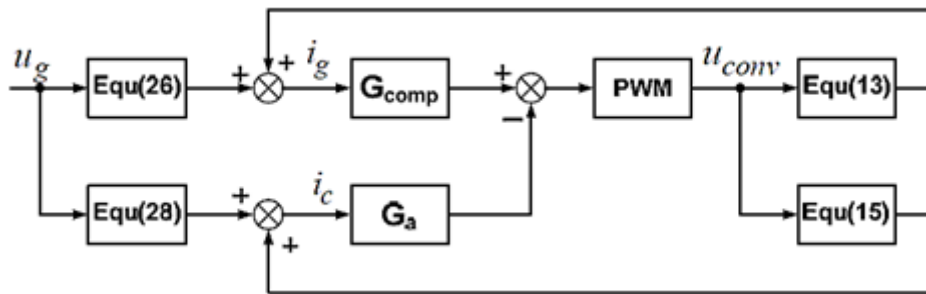 u_g
Equ(26)
+
+
i_g
G_comp
+
−
PWM
u_conv
Equ(13)
Equ(28)
+
+
i_c
G_a
Equ(15)